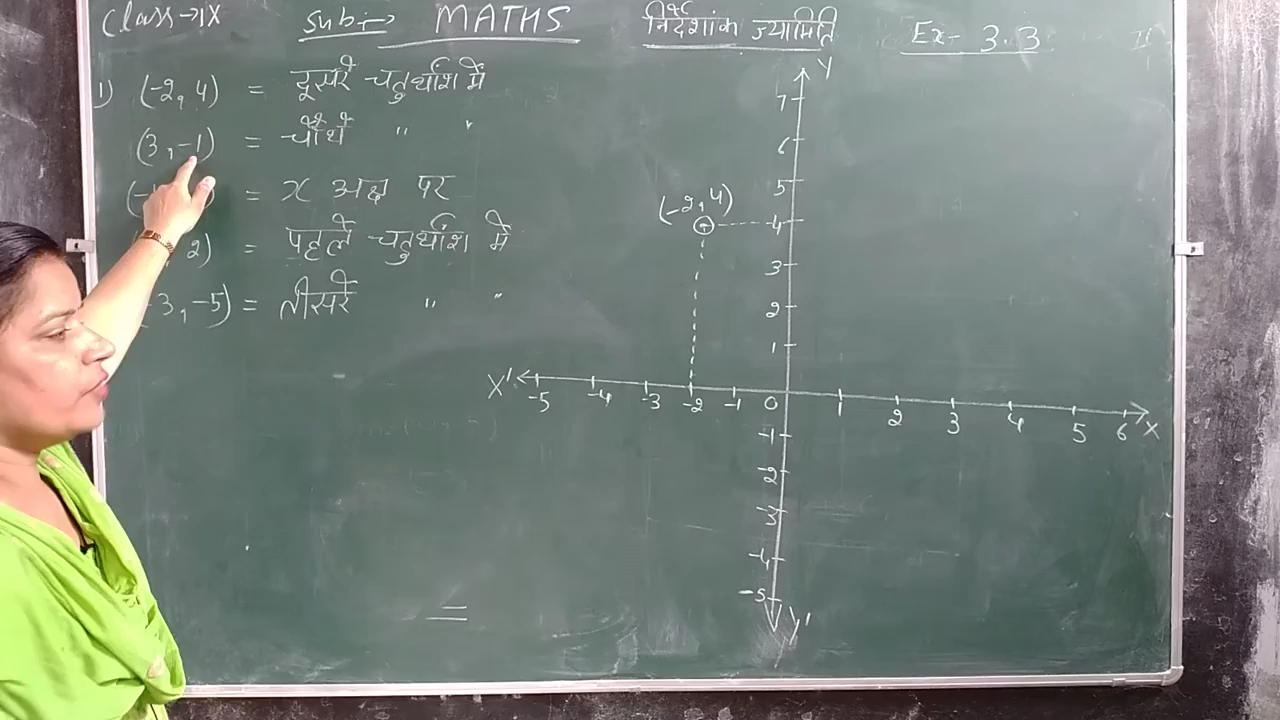 Class → IX Sub:→ MATHS निर्देशांक ज्यामिति Ex- 3.3
1) (-2, 4) = दूसरे चतुर्थांश में
(3, -1) = चौथे " "
= x अक्ष पर
2) = पहले चतुर्थांश में
-3, -5) = तीसरे " "
Y
7
6
5
(-2, 4)
4
3
2
1
X' -5 -4 -3 -2 -1 0 1 2 3 4 5 6 X
-1
-2
-3
-4
-5
Y'